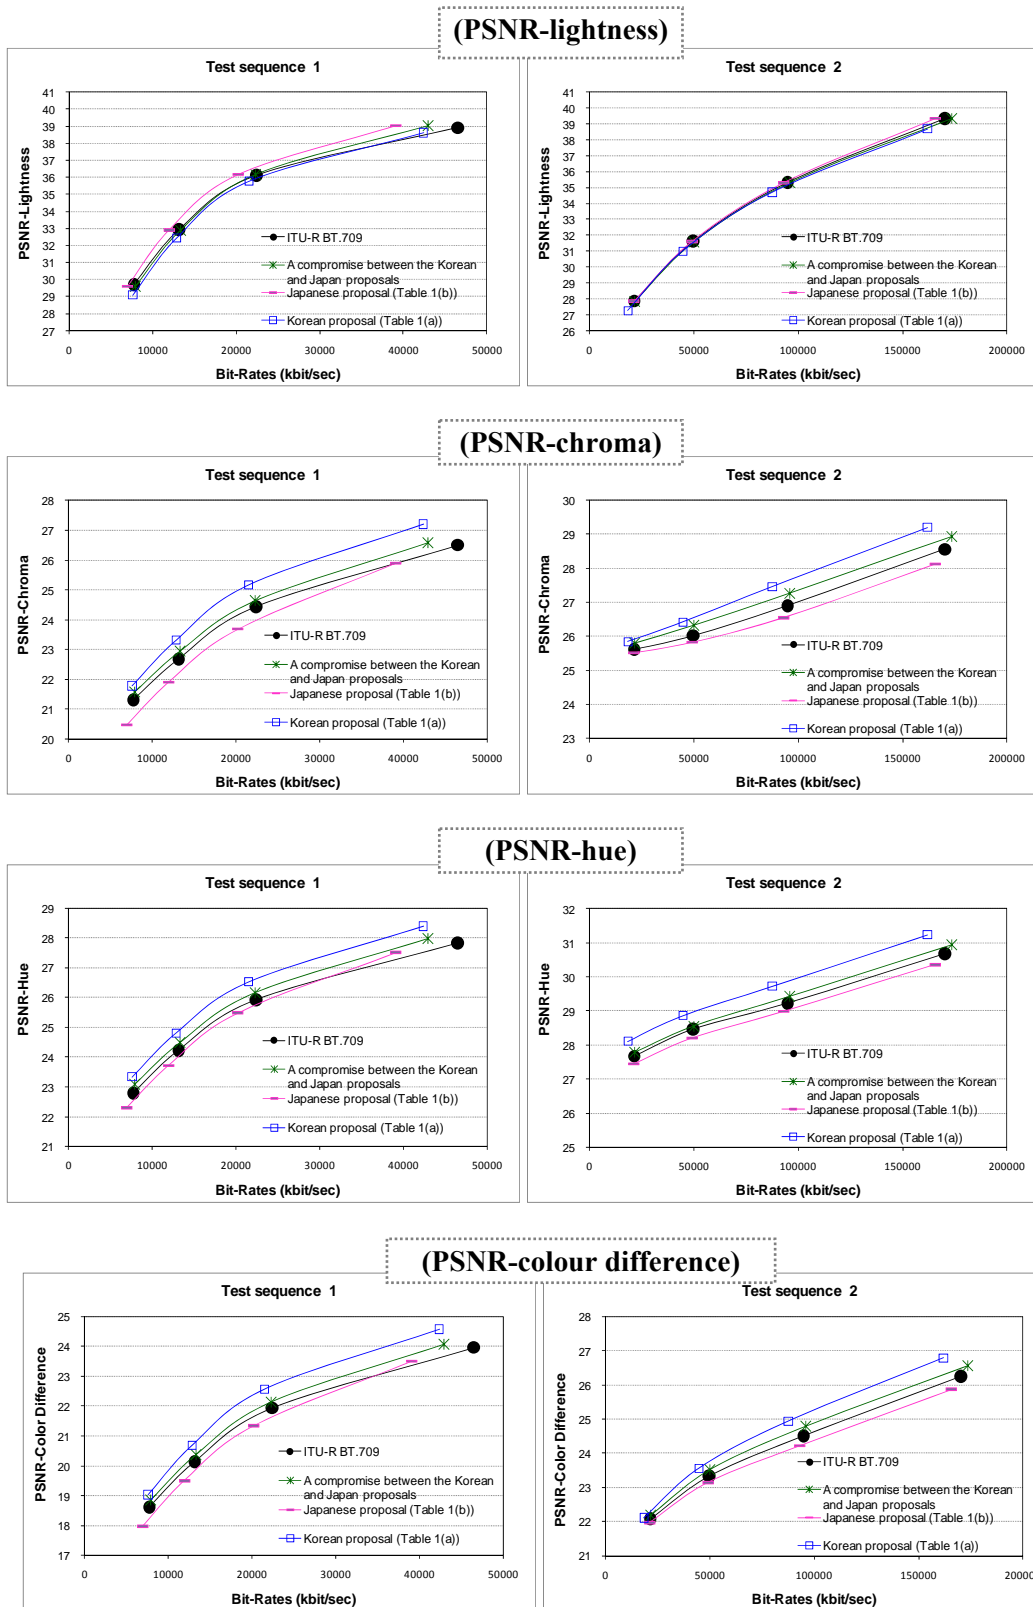 (PSNR-lightness)
Test sequence 1
41
40
39
38
37
36
35
34
33
32
31
30
29
28
27
PSNR-Lightness
ITU-R BT.709
A compromise between the Korean
and Japan proposals
Japanese proposal (Table 1(b))
Korean proposal (Table 1(a))
0 10000 20000 30000 40000 50000
Bit-Rates (kbit/sec)
Test sequence 2
41
40
39
38
37
36
35
34
33
32
31
30
29
28
27
26
PSNR-Lightness
ITU-R BT.709
A compromise between the Korean
and Japan proposals
Japanese proposal (Table 1(b))
Korean proposal (Table 1(a))
0 50000 100000 150000 200000
Bit-Rates (kbit/sec)
(PSNR-chroma)
Test sequence 1
28
27
26
25
24
23
22
21
20
PSNR-Chroma
ITU-R BT.709
A compromise between the Korean
and Japan proposals
Japanese proposal (Table 1(b))
Korean proposal (Table 1(a))
0 10000 20000 30000 40000 50000
Bit-Rates (kbit/sec)
Test sequence 2
30
29
28
27
26
25
24
23
PSNR-Chroma
ITU-R BT.709
A compromise between the Korean
and Japan proposals
Japanese proposal (Table 1(b))
Korean proposal (Table 1(a))
0 50000 100000 150000 200000
Bit-Rates (kbit/sec)
(PSNR-hue)
Test sequence 1
29
28
27
26
25
24
23
22
21
PSNR-Hue
ITU-R BT.709
A compromise between the Korean
and Japan proposals
Japanese proposal (Table 1(b))
Korean proposal (Table 1(a))
0 10000 20000 30000 40000 50000
Bit-Rates (kbit/sec)
Test sequence 2
32
31
30
29
28
27
26
25
PSNR-Hue
ITU-R BT.709
A compromise between the Korean
and Japan proposals
Japanese proposal (Table 1(b))
Korean proposal (Table 1(a))
0 50000 100000 150000 200000
Bit-Rates (kbit/sec)
(PSNR-colour difference)
Test sequence 1
25
24
23
22
21
20
19
18
17
PSNR-Color Difference
ITU-R BT.709
A compromise between the Korean
and Japan proposals
Japanese proposal (Table 1(b))
Korean proposal (Table 1(a))
0 10000 20000 30000 40000 50000
Bit-Rates (kbit/sec)
Test sequence 2
28
27
26
25
24
23
22
21
PSNR-Color Difference
ITU-R BT.709
A compromise between the Korean
and Japan proposals
Japanese proposal (Table 1(b))
Korean proposal (Table 1(a))
0 50000 100000 150000 20000
Bit-Rates (kbit/sec)